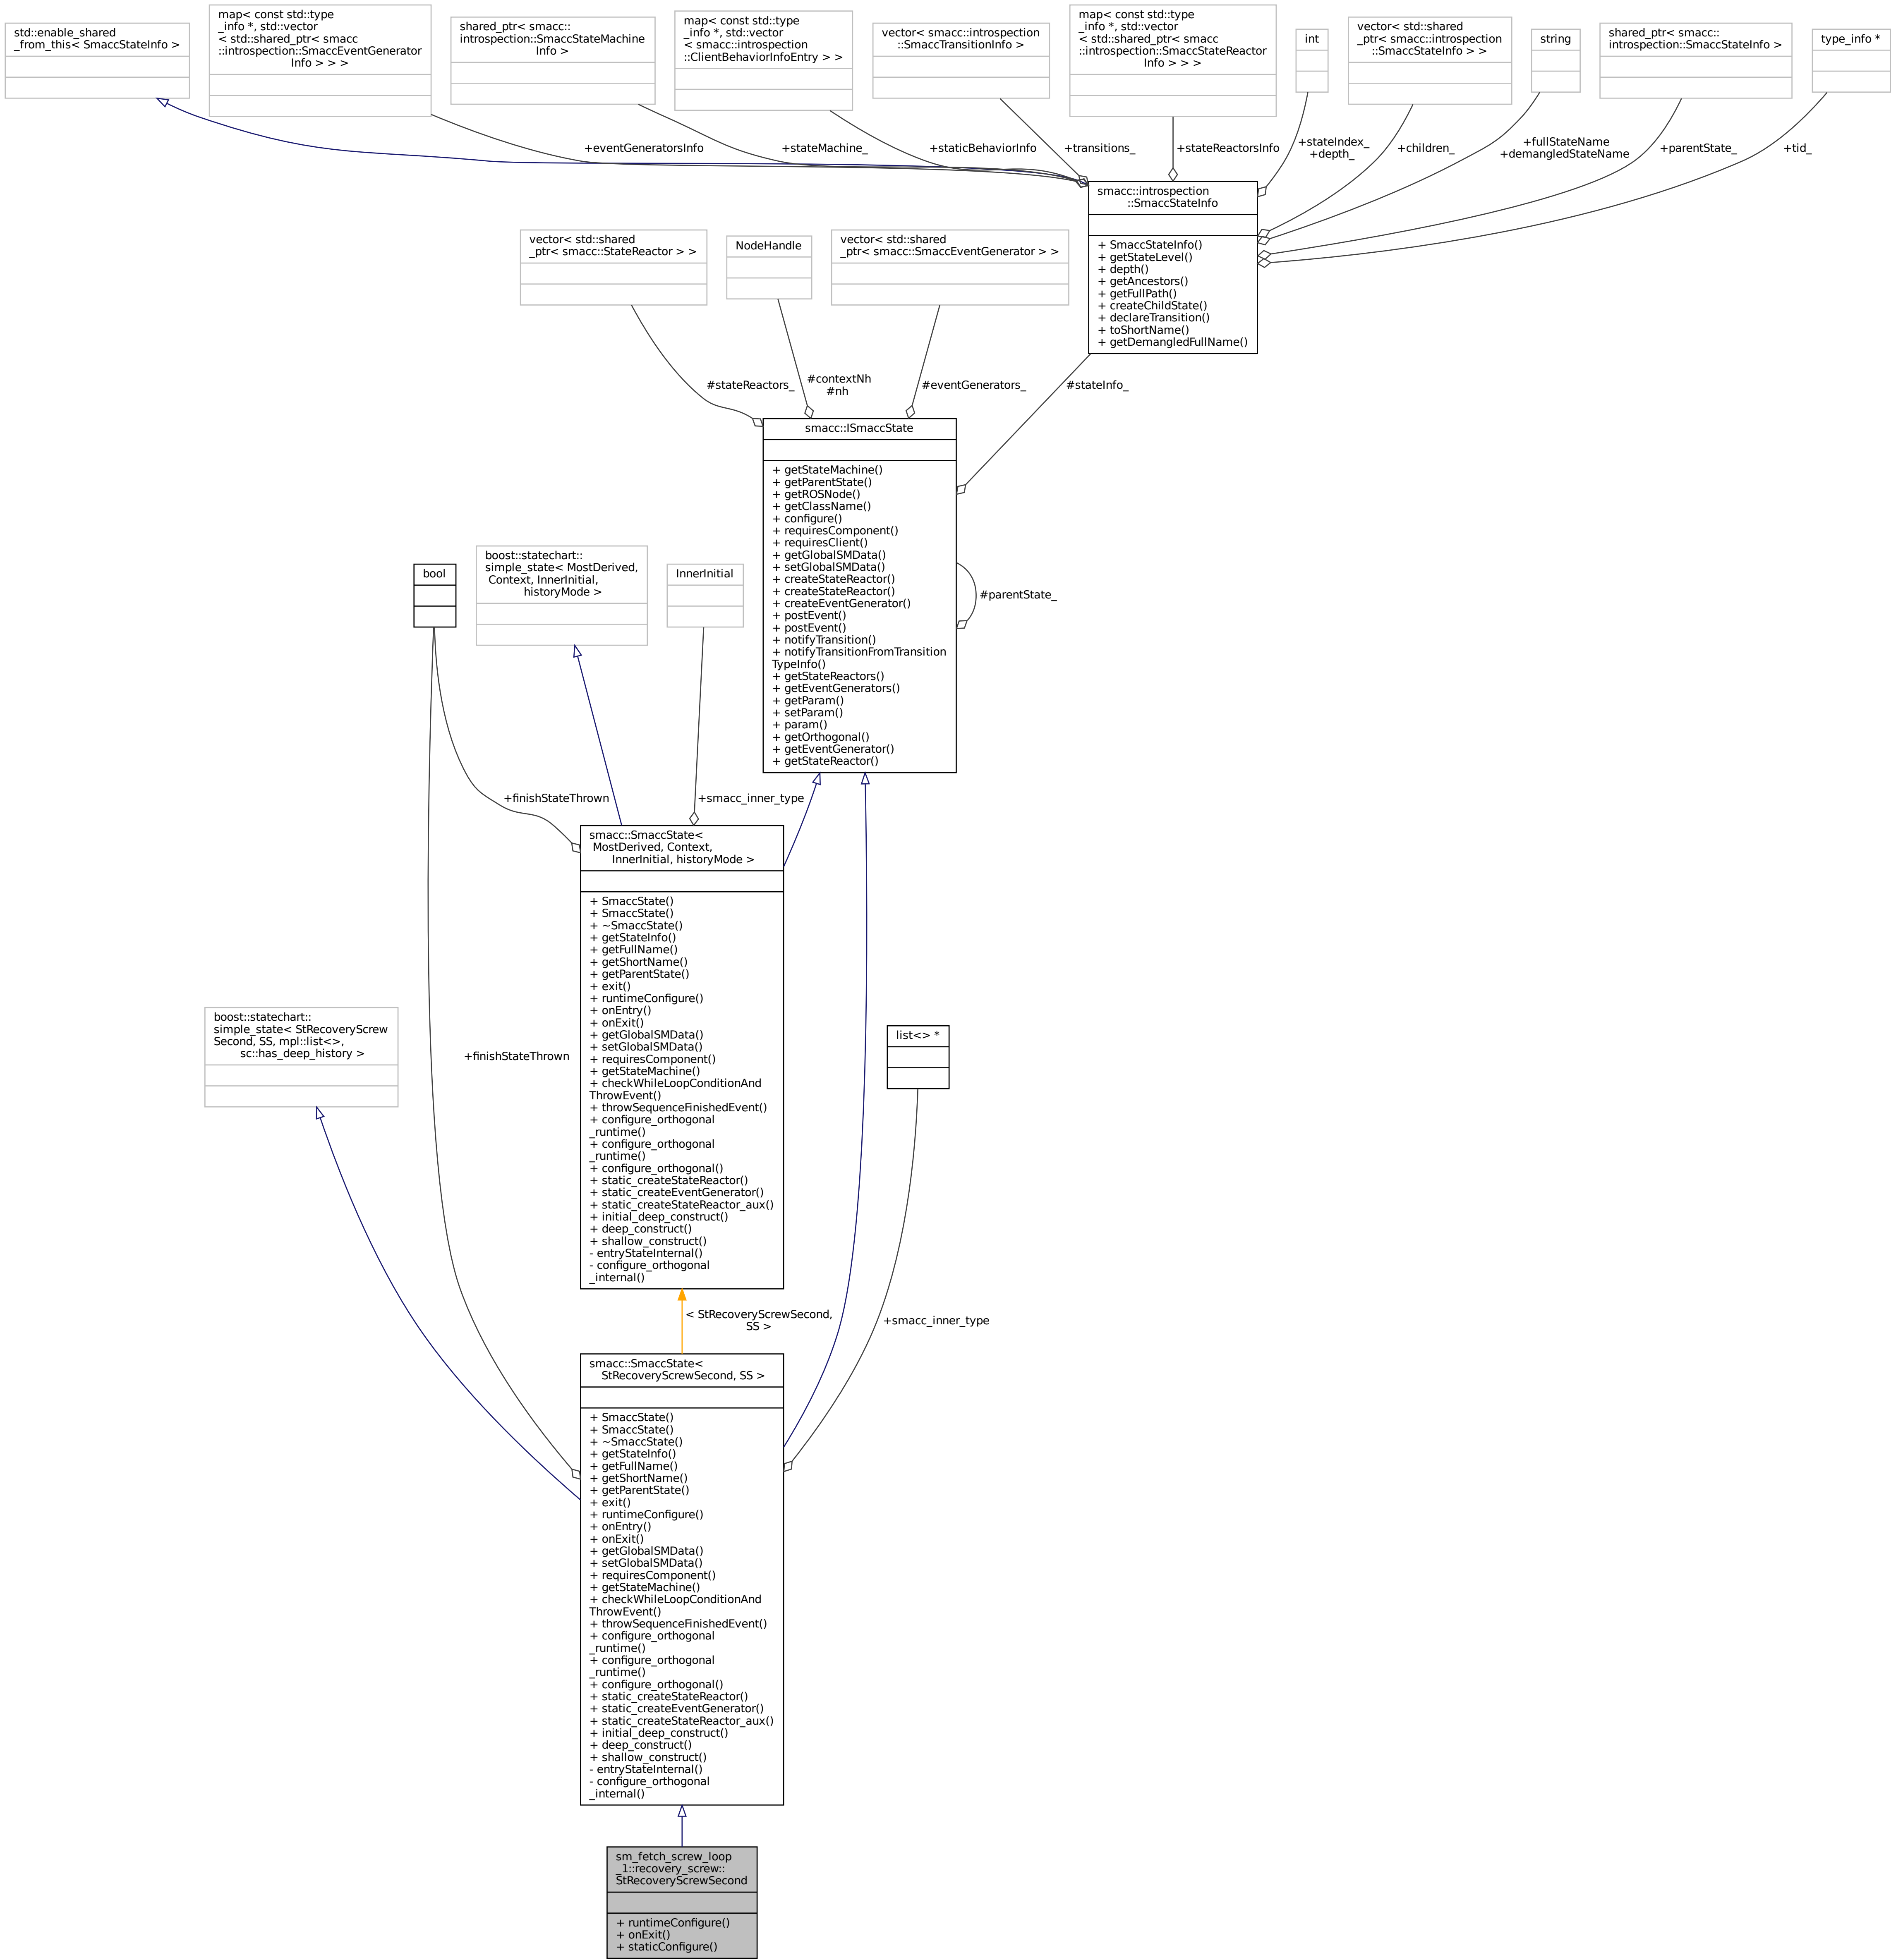 std::enable_shared
_from_this< SmaccStateInfo >
map< const std::type
_info *, std::vector
< std::shared_ptr< smacc
::introspection::SmaccEventGenerator
Info > > >
shared_ptr< smacc::
introspection::SmaccStateMachine
Info >
map< const std::type
_info *, std::vector
< smacc::introspection
::ClientBehaviorInfoEntry > >
vector< smacc::introspection
::SmaccTransitionInfo >
map< const std::type
_info *, std::vector
< std::shared_ptr< smacc
::introspection::SmaccStateReactor
Info > > >
int
vector< std::shared
_ptr< smacc::introspection
::SmaccStateInfo > >
string
shared_ptr< smacc::
introspection::SmaccStateInfo >
type_info *
+eventGeneratorsInfo
+stateMachine_
+staticBehaviorInfo
+transitions_
+stateReactorsInfo
+stateIndex_
+depth_
+children_
+fullStateName
+demangledStateName
+parentState_
+tid_
smacc::introspection
::SmaccStateInfo
+ SmaccStateInfo()
+ getStateLevel()
+ depth()
+ getAncestors()
+ getFullPath()
+ createChildState()
+ declareTransition()
+ toShortName()
+ getDemangledFullName()
vector< std::shared
_ptr< smacc::StateReactor > >
NodeHandle
vector< std::shared
_ptr< smacc::SmaccEventGenerator > >
#stateReactors_
#contextNh
#nh
#eventGenerators_
#stateInfo_
smacc::ISmaccState
+ getStateMachine()
+ getParentState()
+ getROSNode()
+ getClassName()
+ configure()
+ requiresComponent()
+ requiresClient()
+ getGlobalSMData()
+ setGlobalSMData()
+ createStateReactor()
+ createStateReactor()
+ createEventGenerator()
+ postEvent()
+ postEvent()
+ notifyTransition()
+ notifyTransitionFromTransition
TypeInfo()
+ getStateReactors()
+ getEventGenerators()
+ getParam()
+ setParam()
+ param()
+ getOrthogonal()
+ getEventGenerator()
+ getStateReactor()
#parentState_
bool
boost::statechart::
simple_state< MostDerived,
Context, InnerInitial,
historyMode >
InnerInitial
+finishStateThrown
+smacc_inner_type
smacc::SmaccState<
MostDerived, Context,
InnerInitial, historyMode >
+ SmaccState()
+ SmaccState()
+ ~SmaccState()
+ getStateInfo()
+ getFullName()
+ getShortName()
+ getParentState()
+ exit()
+ runtimeConfigure()
+ onEntry()
+ onExit()
+ getGlobalSMData()
+ setGlobalSMData()
+ requiresComponent()
+ getStateMachine()
+ checkWhileLoopConditionAnd
ThrowEvent()
+ throwSequenceFinishedEvent()
+ configure_orthogonal
_runtime()
+ configure_orthogonal
_runtime()
+ configure_orthogonal()
+ static_createStateReactor()
+ static_createEventGenerator()
+ static_createStateReactor_aux()
+ initial_deep_construct()
+ deep_construct()
+ shallow_construct()
- entryStateInternal()
- configure_orthogonal
_internal()
boost::statechart::
simple_state< StRecoveryScrew
Second, SS, mpl::list<>,
sc::has_deep_history >
+finishStateThrown
list<> *
< StRecoveryScrewSecond,
SS >
+smacc_inner_type
smacc::SmaccState<
StRecoveryScrewSecond, SS >
+ SmaccState()
+ SmaccState()
+ ~SmaccState()
+ getStateInfo()
+ getFullName()
+ getShortName()
+ getParentState()
+ exit()
+ runtimeConfigure()
+ onEntry()
+ onExit()
+ getGlobalSMData()
+ setGlobalSMData()
+ requiresComponent()
+ getStateMachine()
+ checkWhileLoopConditionAnd
ThrowEvent()
+ throwSequenceFinishedEvent()
+ configure_orthogonal
_runtime()
+ configure_orthogonal
_runtime()
+ configure_orthogonal()
+ static_createStateReactor()
+ static_createEventGenerator()
+ static_createStateReactor_aux()
+ initial_deep_construct()
+ deep_construct()
+ shallow_construct()
- entryStateInternal()
- configure_orthogonal
_internal()
sm_fetch_screw_loop
_1::recovery_screw::
StRecoveryScrewSecond
+ runtimeConfigure()
+ onExit()
+ staticConfigure()